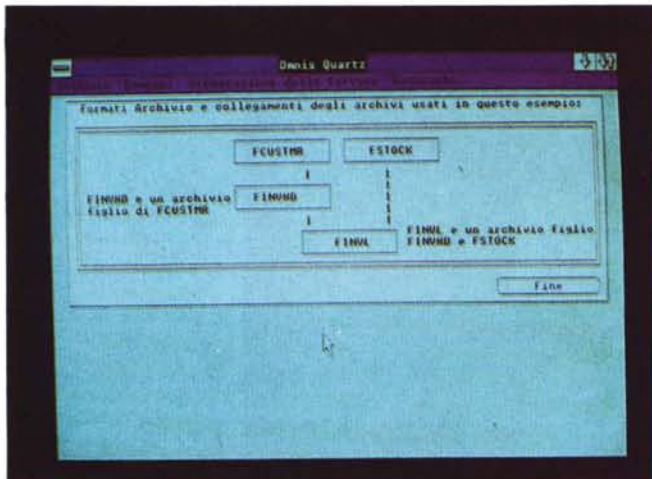 Omnis Quartz
Formati Archivio e collegamenti degli archivi usati in questo esempio:
FCUSTMR FSTOCK
FINVHD e un archivio
figlio di FCUSTMR
FINVHD
FINVL
FINVL e un archivio figlio
FINVHD e FSTOCK
Fine